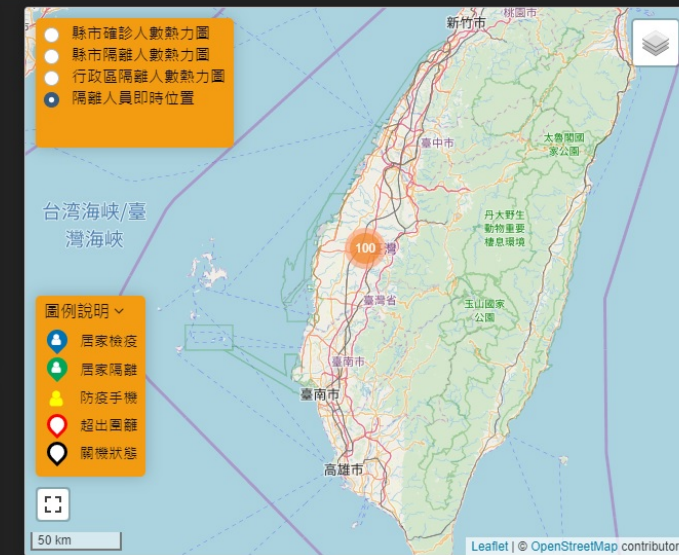 縣市確診人數熱力圖
縣市隔離人數熱力圖
行政區隔離人數熱力圖
隔離人員即時位置
新竹市
桃園市
臺中市
太魯閣國
家公園
台湾海峡/臺
灣海峽
丹大野生
動物重要
棲息環境
100
灣
臺灣省
玉山國家
公園
圖例說明
居家檢疫
居家隔離
防疫手機
超出圍籬
關機狀態
臺南市
臺南市
高雄市
50 km
Leaflet | © OpenStreetMap contributor